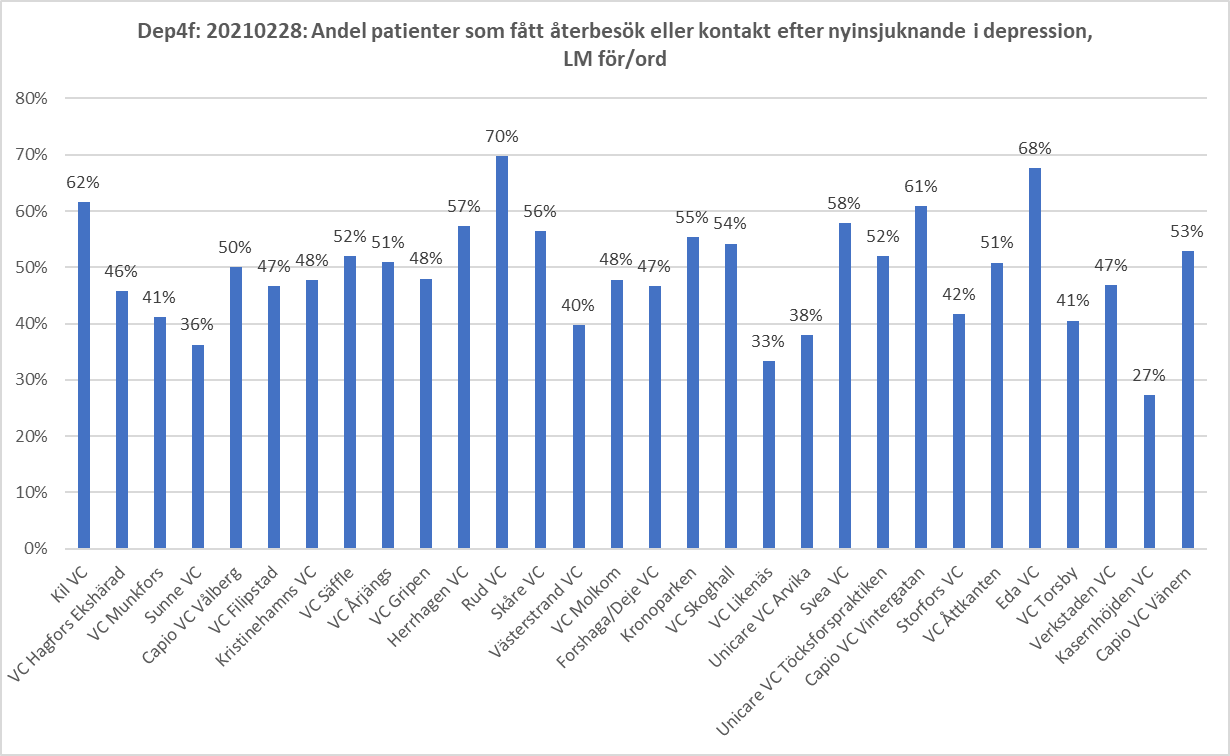 Dep4f: 20210228: Andel patienter som fått återbesök eller kontakt efter nyinsjuknande i depression,
LM för/ord
80%
70%
60%
50%
40%
30%
20%
10%
0%
62%
46%
41%
36%
50%
47%
48%
52%
51%
48%
57%
70%
56%
40%
48%
47%
55%
54%
33%
38%
58%
52%
61%
42%
51%
68%
41%
47%
27%
53%
Kil VC
VC Hagfors Ekshärad
VC Munkfors
Sunne VC
Capio VC Vålberg
VC Filipstad
Kristinehamns VC
VC Säffle
VC Årjängs
VC Gripen
Herrhagen VC
Rud VC
Skåre VC
Västerstrand VC
VC Molkom
Forshaga/Deje VC
Kronoparken
VC Skoghall
VC Likenäs
Unicare VC Arvika
Svea VC
Unicare VC Töcksforspraktiken
Capio VC Vintergatan
Storfors VC
VC Åttkanten
Eda VC
VC Torsby
Verkstaden VC
Kasernhöjden VC
Capio VC Vänern